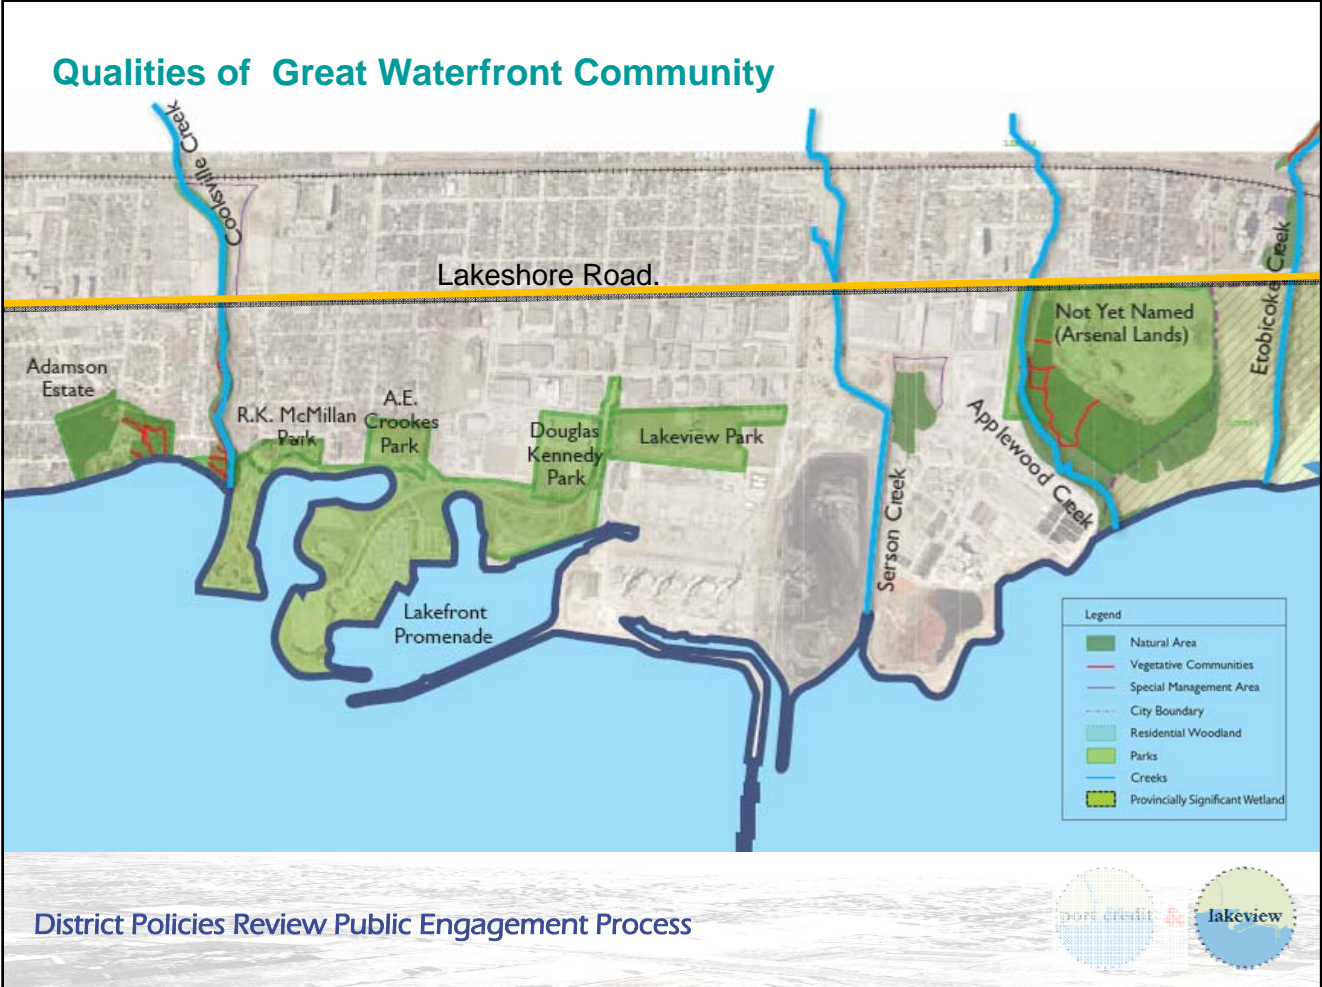 Qualities of  Great Waterfront Community
Cooksville Creek
Lakeshore Road.
Etobicoke Creek
Not Yet Named
(Arsenal Lands)
Adamson
Estate
R.K. McMillan
Park
A.E.
Crookes
Park
Douglas
Kennedy
Park
Lakeview Park
Applewood Creek
Serson Creek
Lakefront
Promenade
Legend
Natural Area
Vegetative Communities
Special Management Area
City Boundary
Residential Woodland
Parks
Creeks
Provincially Significant Wetland
District Policies Review Public Engagement Process
port credit & lakeview